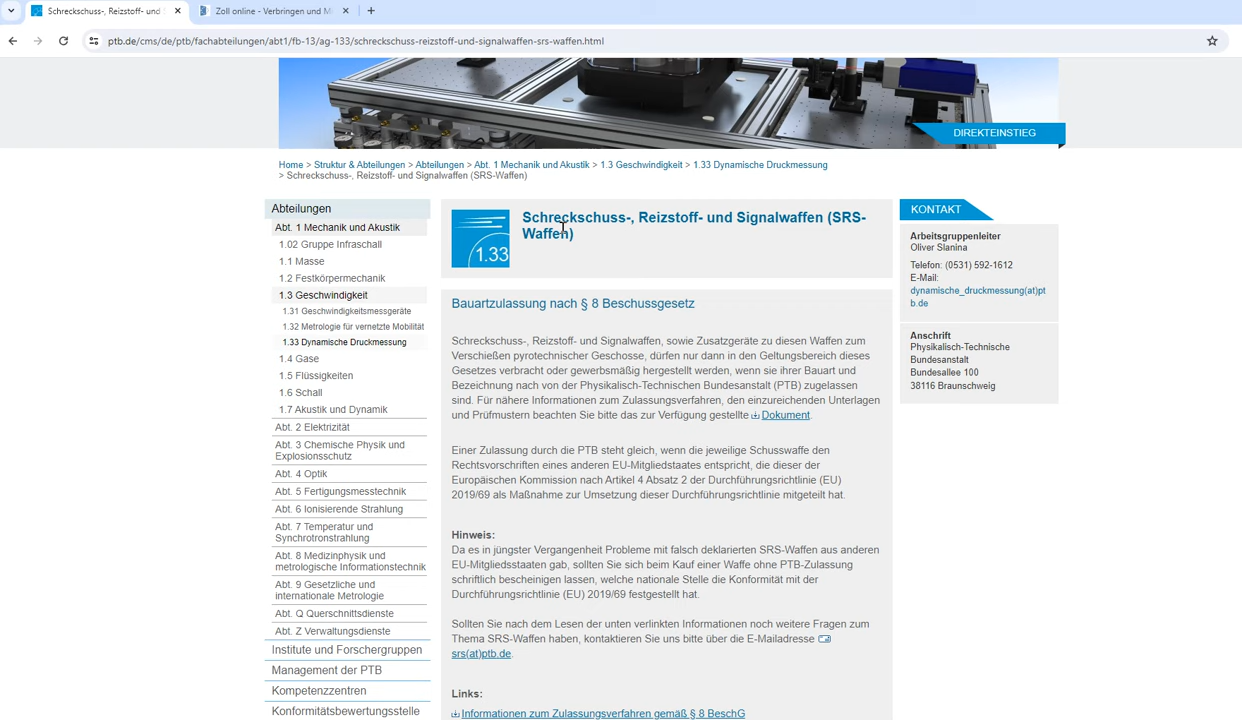 Schreckschuss-, Reizstoff- und S
Zoll online - Verbringen und M
ptb.de/cms/de/ptb/fachabteilungen/abt1/fb-13/ag-133/schreckschuss-reizstoff-und-signalwaffen-srs-waffen.html
DIREKTEINSTIEG
Home > Struktur & Abteilungen > Abteilungen > Abt. 1 Mechanik und Akustik > 1.3 Geschwindigkeit > 1.33 Dynamische Druckmessung
> Schreckschuss-, Reizstoff- und Signalwaffen (SRS-Waffen)
Abteilungen
Abt. 1 Mechanik und Akustik
1.02 Gruppe Infraschall
1.1 Masse
1.2 Festkörpermechanik
1.3 Geschwindigkeit
1.31 Geschwindigkeitsmessgeräte
1.32 Metrologie für vernetzte Mobilität
1.33 Dynamische Druckmessung
1.4 Gase
1.5 Flüssigkeiten
1.6 Schall
1.7 Akustik und Dynamik
Abt. 2 Elektrizität
Abt. 3 Chemische Physik und
Explosionsschutz
Abt. 4 Optik
Abt. 5 Fertigungsmesstechnik
Abt. 6 Ionisierende Strahlung
Abt. 7 Temperatur und
Synchrotronstrahlung
Abt. 8 Medizinphysik und
metrologische Informationstechnik
Abt. 9 Gesetzliche und
internationale Metrologie
Abt. Q Querschnittsdienste
Abt. Z Verwaltungsdienste
Institute und Forschergruppen
Management der PTB
Kompetenzzentren
Konformitätsbewertungsstelle
1.33
Schreckschuss-, Reizstoff- und Signalwaffen (SRS-
Waffen)
Bauartzulassung nach § 8 Beschussgesetz
Schreckschuss-, Reizstoff- und Signalwaffen, sowie Zusatzgeräte zu diesen Waffen zum
Verschießen pyrotechnischer Geschosse, dürfen nur dann in den Geltungsbereich dieses
Gesetzes verbracht oder gewerbsmäßig hergestellt werden, wenn sie ihrer Bauart und
Bezeichnung nach von der Physikalisch-Technischen Bundesanstalt (PTB) zugelassen
sind. Für nähere Informationen zum Zulassungsverfahren, den einzureichenden Unterlagen
und Prüfmustern beachten Sie bitte das zur Verfügung gestellte Dokument.
Einer Zulassung durch die PTB steht gleich, wenn die jeweilige Schusswaffe den
Rechtsvorschriften eines anderen EU-Mitgliedstaates entspricht, die dieser der
Europäischen Kommission nach Artikel 4 Absatz 2 der Durchführungsrichtlinie (EU)
2019/69 als Maßnahme zur Umsetzung dieser Durchführungsrichtlinie mitgeteilt hat.
Hinweis:
Da es in jüngster Vergangenheit Probleme mit falsch deklarierten SRS-Waffen aus anderen
EU-Mitgliedsstaaten gab, sollten Sie sich beim Kauf einer Waffe ohne PTB-Zulassung
schriftlich bescheinigen lassen, welche nationale Stelle die Konformität mit der
Durchführungsrichtlinie (EU) 2019/69 festgestellt hat.
Sollten Sie nach dem Lesen der unten verlinkten Informationen noch weitere Fragen zum
Thema SRS-Waffen haben, kontaktieren Sie uns bitte über die E-Mailadresse
srs(at)ptb.de.
Links:
Informationen zum Zulassungsverfahren gemäß § 8 BeschG
KONTAKT
Arbeitsgruppenleiter
Oliver Slanina
Telefon: (0531) 592-1612
E-Mail:
dynamische_druckmessung(at)pt
b.de
Anschrift
Physikalisch-Technische
Bundesanstalt
Bundesallee 100
38116 Braunschweig